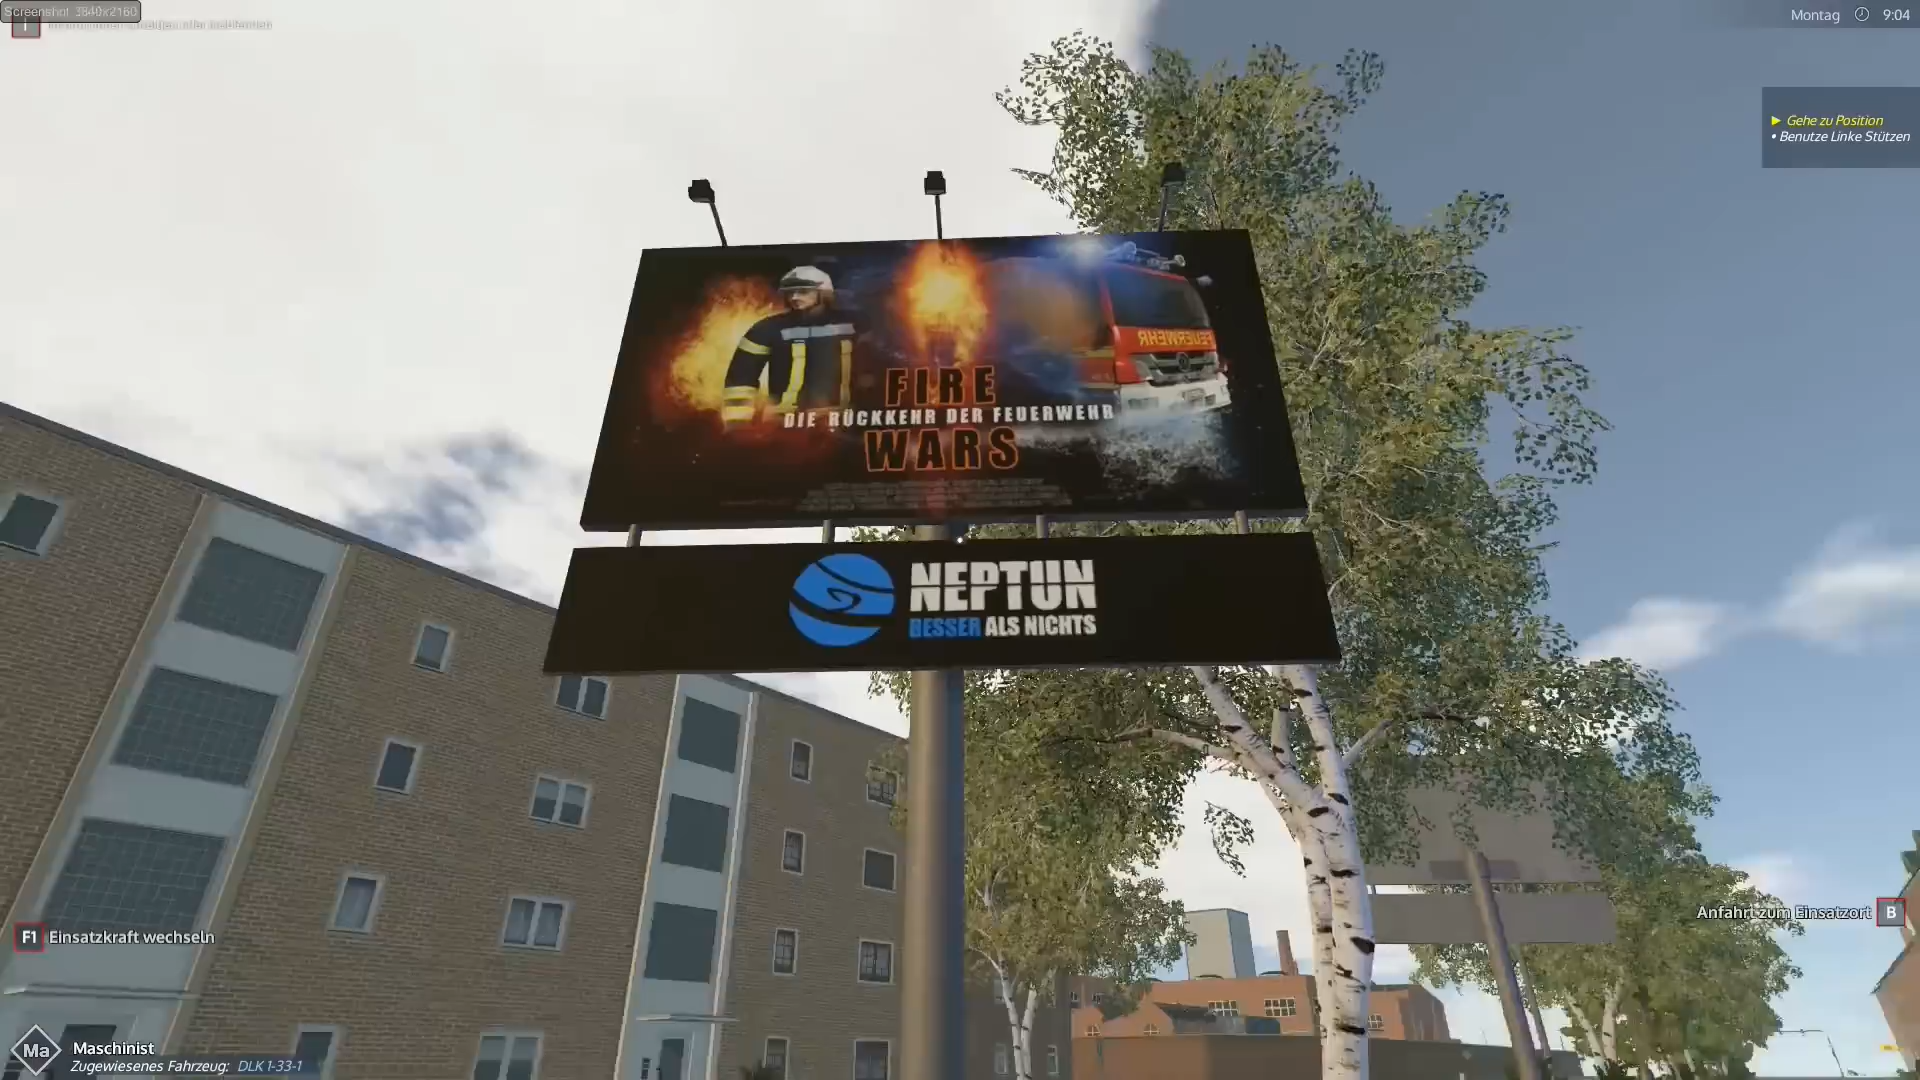 Screenshot 3840x2160
I
Montag 9:04
Gehe zu Position
• Benutze Linke Stützen
FEUERWEHR
FIRE
DIE RÜCKKEHR DER FEUERWEHR
WARS
NEPTUN
BESSER ALS NICHTS
Anfahrt zum Einsatzort B
F1 Einsatzkraft wechseln
Ma
Maschinist
Zugewiesenes Fahrzeug: DLK 1-33-1